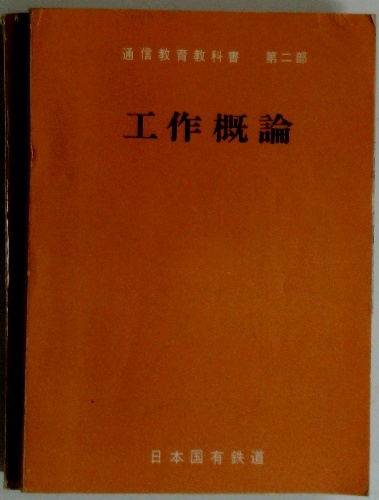 通信教育教科書 第二部
工作概論
日本国有鉄道